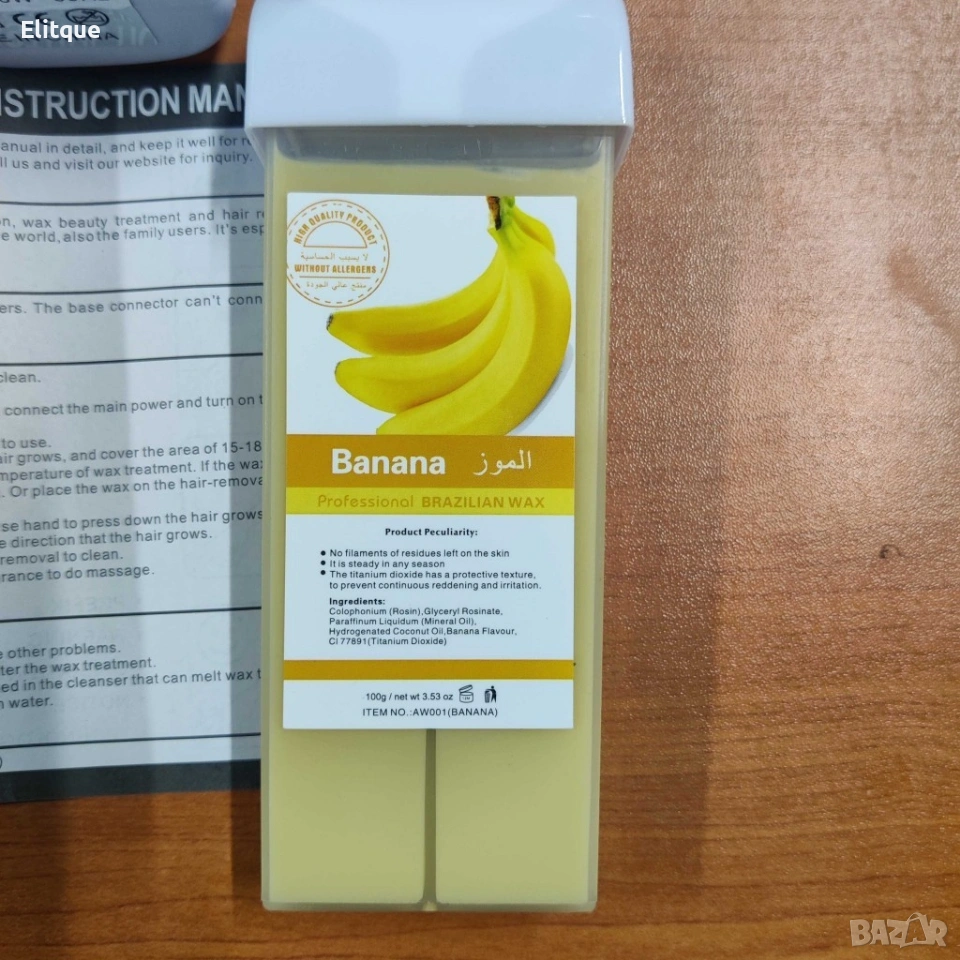 Elitque
NSTRUCTION MAN
anual in detail, and keep it well for re
ll us and visit our website for inquiry.
on, wax beauty treatment and hair re
e world, also the family users. It's esp
ers. The base connector can't conn
clean.
connect the main power and turn on t
to use.
air grows, and cover the area of 15-18
mperature of wax treatment. If the wax
. Or place the wax on the hair-remova
se hand to press down the hair grows
e direction that the hair grows.
removal to clean.
rance to do massage.
e other problems.
ter the wax treatment.
ed in the cleanser that can melt wax t
n water.
HIGH QUALITY PRODUCT
لا يسبب الحساسية
WITHOUT ALLERGENS
منتج عالي الجودة
Banana الموز
Professional BRAZILIAN WAX
Product Peculiarity:
● No filaments of residues left on the skin
● It is steady in any season
● The titanium dioxide has a protective texture,
to prevent continuous reddening and irritation.
Ingredients:
Colophonium (Rosin),Glyceryl Rosinate,
Paraffinum Liquidum (Mineral Oil),
Hydrogenated Coconut Oil,Banana Flavour,
CI 77891(Titanium Dioxide)
100g / net wt 3.53 oz
ITEM NO.:AW001(BANANA)
BAZAR